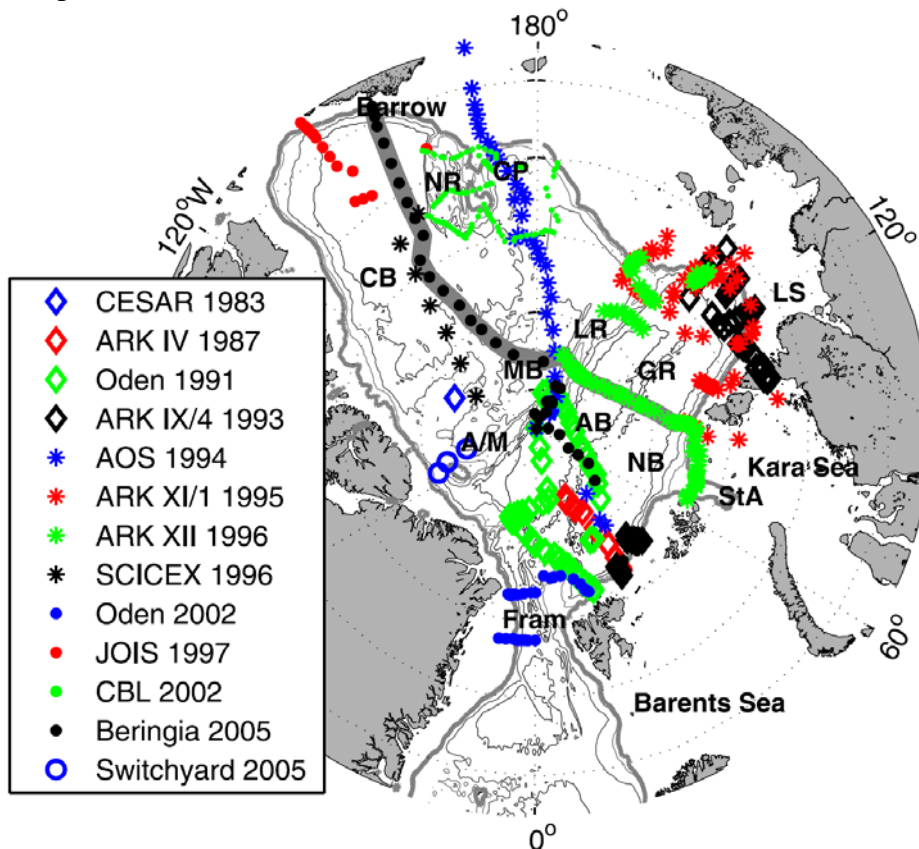 180°
Barrow
NR
CP
120°W
120°
CB
LS
LR
MB
GR
AB
A/M
NB
Kara Sea
StA
Fram
60°
Barents Sea
0°
CESAR 1983
ARK IV 1987
Oden 1991
ARK IX/4 1993
AOS 1994
ARK XI/1 1995
ARK XII 1996
SCICEX 1996
Oden 2002
JOIS 1997
CBL 2002
Beringia 2005
Switchyard 2005